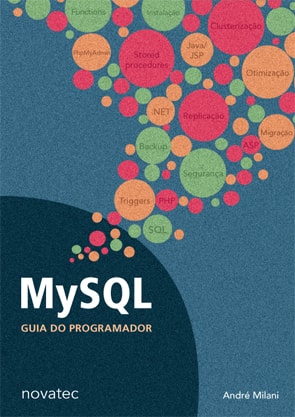 Functions
Instalação
Clusterização
PhpMyAdmin
Stored
procedures
Java/
JSP
Otimização
.NET
Replicação
Migração
Backup
ASP
Segurança
Triggers
PHP
SQL
MySQL
GUIA DO PROGRAMADOR
novatec
André Milani